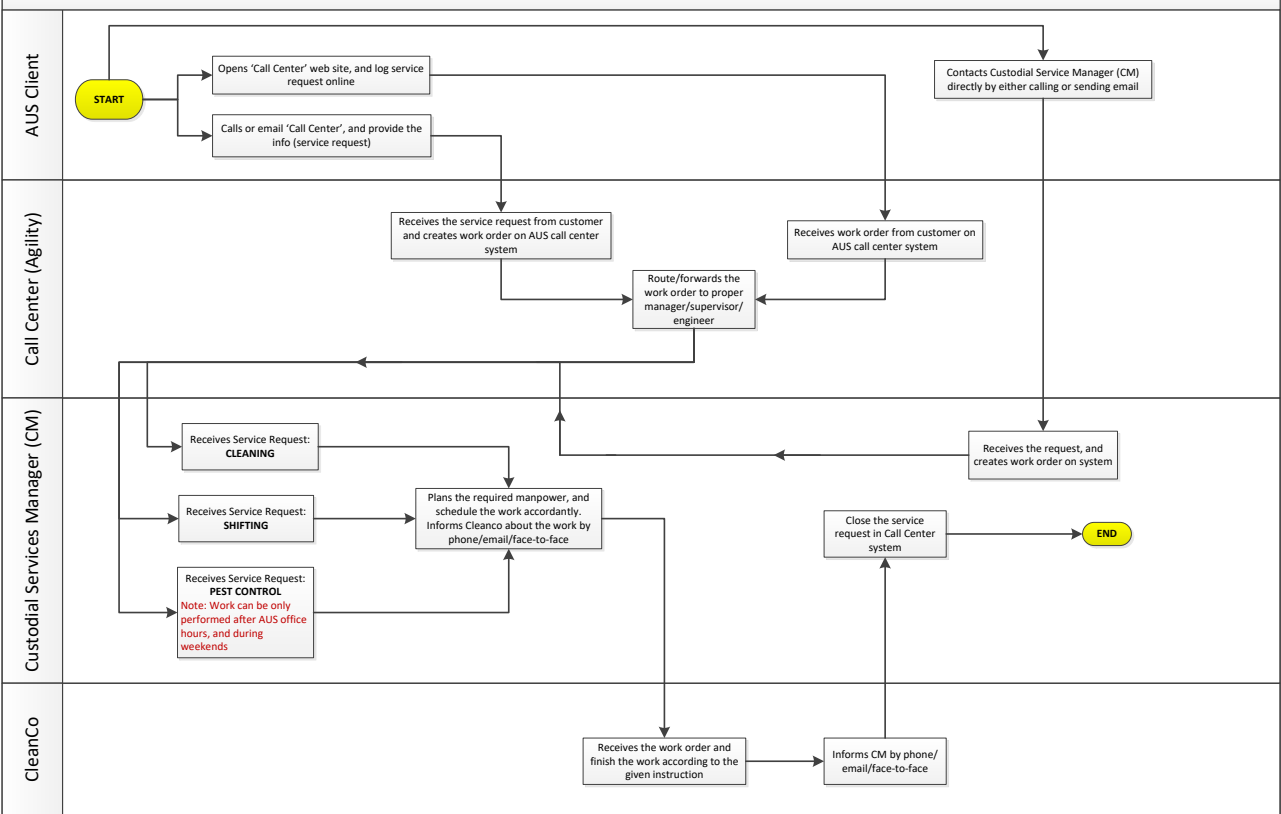 AUS Client
START
Opens ‘Call Center’ web site, and log service
request online
Calls or email ‘Call Center’, and provide the
info (service request)
Contacts Custodial Service Manager (CM)
directly by either calling or sending email
Call Center (Agility)
Receives the service request from customer
and creates work order on AUS call center
system
Receives work order from customer on
AUS call center system
Route/forwards the
work order to proper
manager/supervisor/
engineer
Custodial Services Manager (CM)
Receives Service Request:
CLEANING
Receives Service Request:
SHIFTING
Receives Service Request:
PEST CONTROL
Note: Work can be only
performed after AUS office
hours, and during
weekends
Plans the required manpower, and
schedule the work accordantly.
Informs Cleanco about the work by
phone/email/face-to-face
Receives the request, and
creates work order on system
Close the service
request in Call Center
system
END
CleanCo
Receives the work order and
finish the work according to the
given instruction
Informs CM by phone/
email/face-to-face